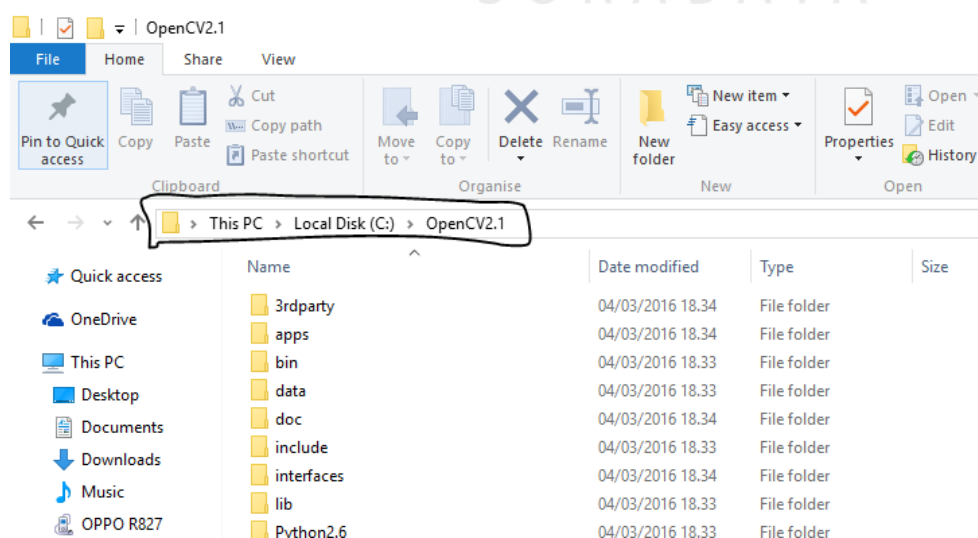 OpenCV2.1
File Home Share View
Pin to Quick access
Copy
Paste
Cut
Copy path
Paste shortcut
Clipboard
Move to
Copy to
Delete
Rename
Organise
New folder
New item
Easy access
New
Properties
Open
Edit
History
Open
This PC > Local Disk (C:) > OpenCV2.1
Quick access
OneDrive
This PC
Desktop
Documents
Downloads
Music
OPPO R827
Name Date modified Type Size
3rdparty 04/03/2016 18.34 File folder
apps 04/03/2016 18.34 File folder
bin 04/03/2016 18.33 File folder
data 04/03/2016 18.33 File folder
doc 04/03/2016 18.34 File folder
include 04/03/2016 18.33 File folder
interfaces 04/03/2016 18.34 File folder
lib 04/03/2016 18.33 File folder
Python2.6 04/03/2016 18.33 File folder